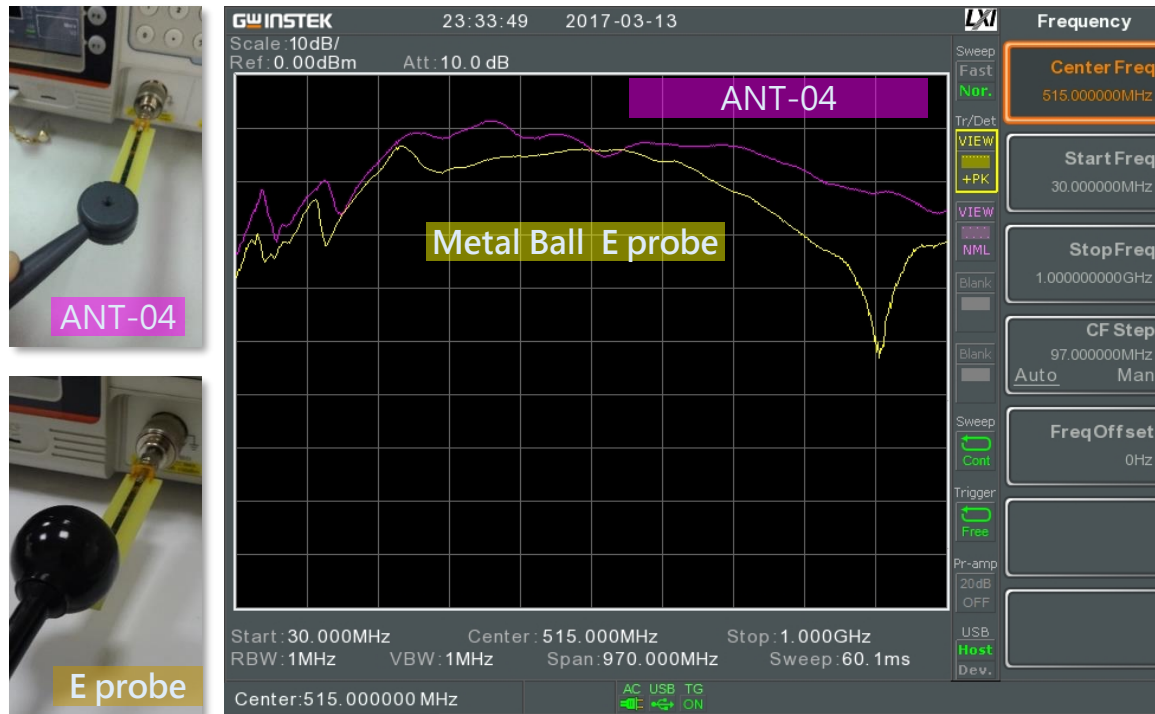 ANT-04
E probe
GWINSTEK 23:33:49 2017-03-13 LXI
Scale:10dB/
Ref:0.00dBm Att:10.0 dB
ANT-04
Metal Ball E probe
Start:30.000MHz Center:515.000MHz Stop:1.000GHz
RBW:1MHz VBW:1MHz Span:970.000MHz Sweep:60.1ms
Center:515.000000 MHz
AC USB TG
ON
Sweep
Fast
Nor.
Tr/Det
VIEW
+PK
VIEW
NML
Blank
Blank
Sweep
Cont
Trigger
Free
Pr-amp
20dB
OFF
USB
Host
Dev.
Frequency
Center Freq
515.000000MHz
Start Freq
30.000000MHz
Stop Freq
1.000000000GHz
CF Step
97.000000MHz
Auto Man
Freq Offset
0Hz